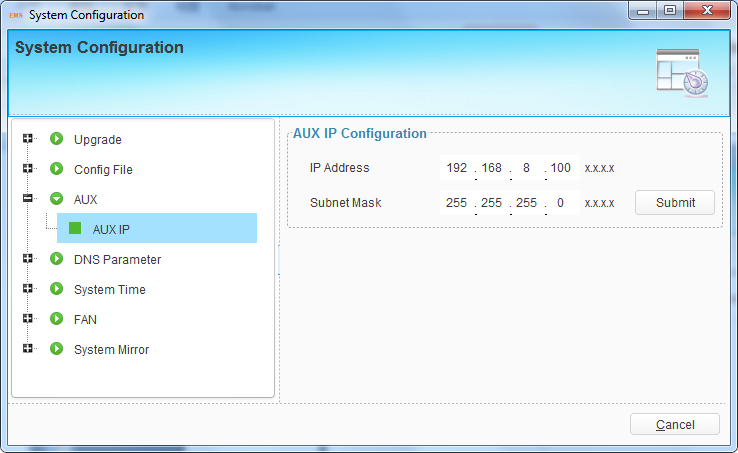 EMS System Configuration
System Configuration
Upgrade
Config File
AUX
AUX IP
DNS Parameter
System Time
FAN
System Mirror
AUX IP Configuration
IP Address 192 . 168 . 8 . 100 x.x.x.x
Subnet Mask 255 . 255 . 255 . 0 x.x.x.x Submit
Cancel